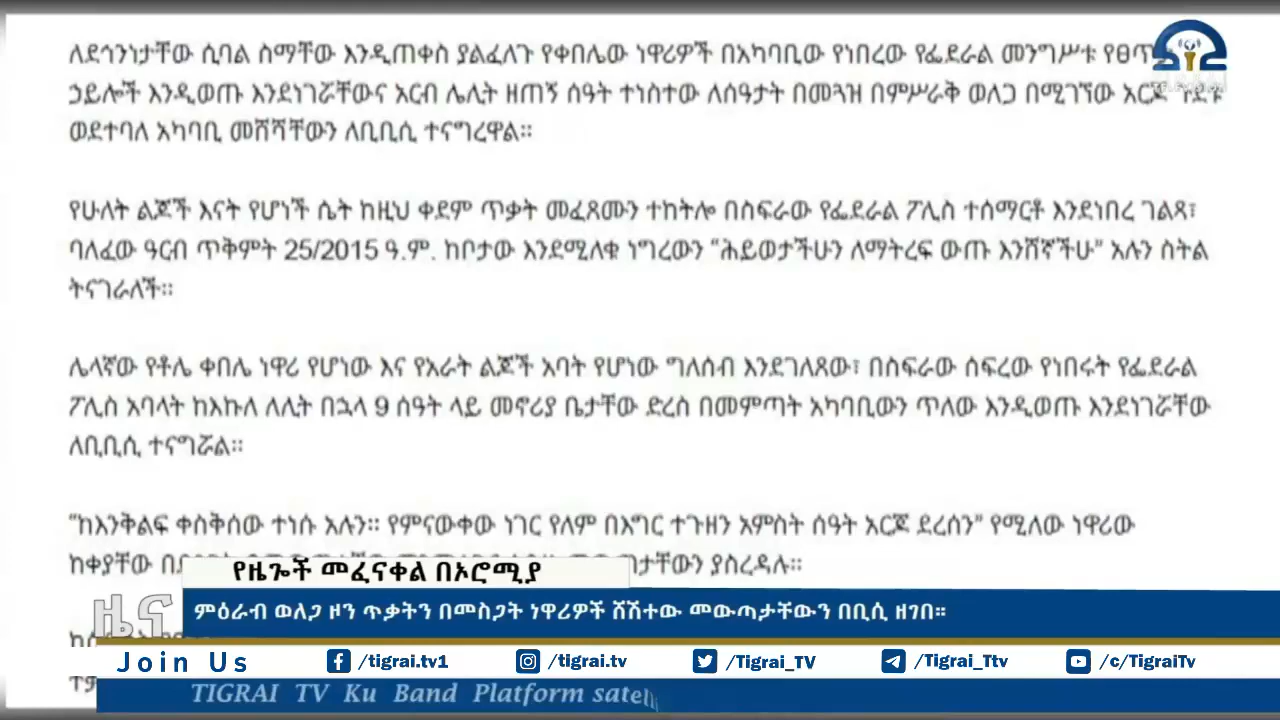 ለደኅንነታቸው ሲባል ስማቸው እንዲጠቀስ ያልፈለጉ የቀበሌው ነዋሪዎች በአካባቢው የነበረው የፌደራል መንግሥቱ
ኃይሎች እንዲወጡ እንደነገሯቸውና አርብ ሌሊት ዘጠኝ ሰዓት ተነስተው ለሰዓታት በመጓዝ በምሥራቅ ወለጋ በሚገኘው አርጆ
ወደተባለ አካባቢ መሸሻቸውን ለቢቢሲ ተናግረዋል።
የሁለት ልጆች እናት የሆነች ሴት ከዚህ ቀደም ጥቃት መፈጸሙን ተከትሎ በስፍራው የፌደራል ፖሊስ ተሰማርቶ እንደነበረ ገልጻ፣
ባለፈው ዓርብ ጥቅምት 25/2015 ዓ.ም. ከቦታው እንደሚለቁ ነግረውን "ሕይወታችሁን ለማትረፍ ውጡ እንሸኛችሁ" አሉን ስትል
ትናገራለች።
ሌላኛው የቶሌ ቀበሌ ነዋሪ የሆነው እና የአራት ልጆች አባት የሆነው ግለሰብ እንደገለጸው፣ በስፍራው ሰፍረው የነበሩት የፌደራል
ፖሊስ አባላት ከእኩለ ለሊት በኋላ 9 ሰዓት ላይ መኖሪያ ቤታቸው ድረስ በመምጣት አካባቢውን ጥለው እንዲወጡ እንደነገሯቸው
ለቢቢሲ ተናግሯል።
"ከእንቅልፍ ቀስቅሰው ተነሱ አሉን። የምናውቀው ነገር የለም በእግር ተጉዘን አምስት ሰዓት አርጆ ደረስን" የሚለው ነዋሪው
ከቀያቸው ያስረዳሉ።
የዜጐች መፈናቀል በኦሮሚያ
ዜና
ምዕራብ ወለጋ ዞን ጥቃትን በመስጋት ነዋሪዎች ሸሽተው መውጣታቸውን በቢሲ ዘገበ።
Join Us /tigrai.tv1 /tigrai.tv /Tigrai_TV /Tigrai_Ttv /c/TigraiTv
TIGRAI TV Ku Band Platform